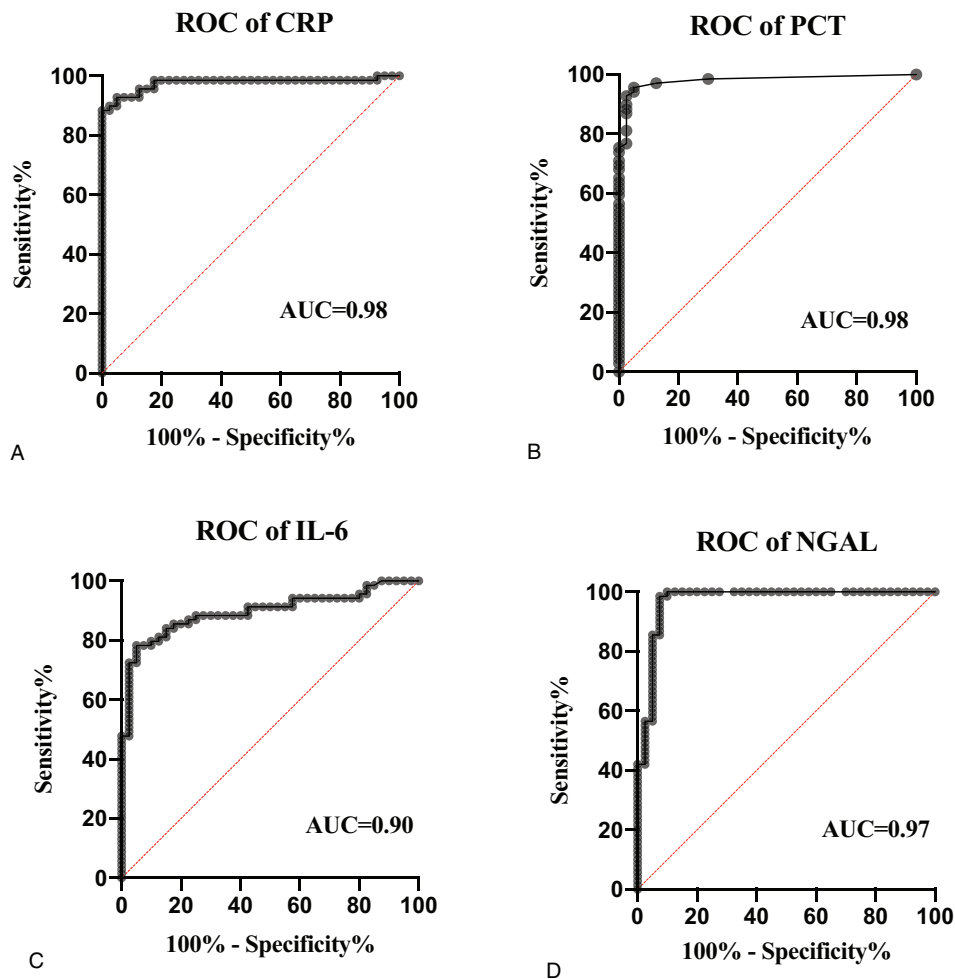 ROC of CRP
100
80
60
40
20
0
Sensitivity%
AUC=0.98
0 20 40 60 80 100
100% - Specificity%
A
ROC of PCT
100
80
60
40
20
0
Sensitivity%
AUC=0.98
0 20 40 60 80 100
100% - Specificity%
B
ROC of IL-6
100
80
60
40
20
0
Sensitivity%
AUC=0.90
0 20 40 60 80 100
100% - Specificity%
C
ROC of NGAL
100
80
60
40
20
0
Sensitivity%
AUC=0.97
0 20 40 60 80 100
100% - Specificity%
D